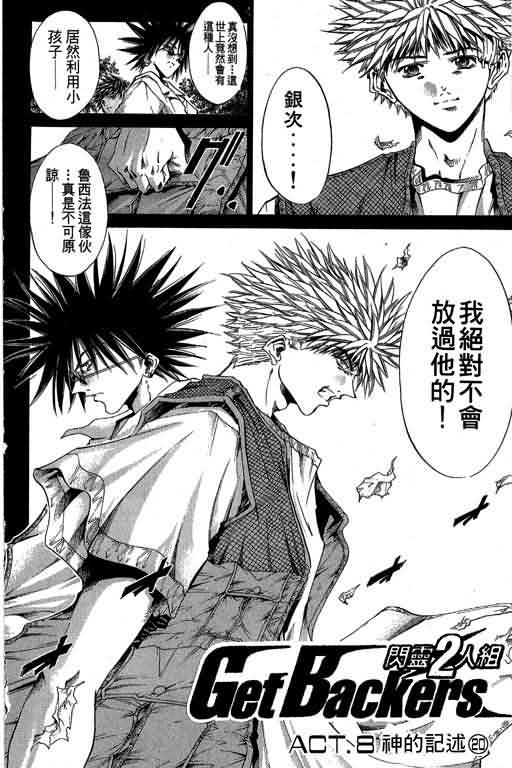 銀次‥‥!
真沒想到…這
世上竟然會有
這種人——
居然利用小
孩子——
グ
魯西法這傢伙
…真是不可原
諒——!
我絕對不會
放過他的!
閃靈2人組
GetBackers
ACT.8 神的記述⑳